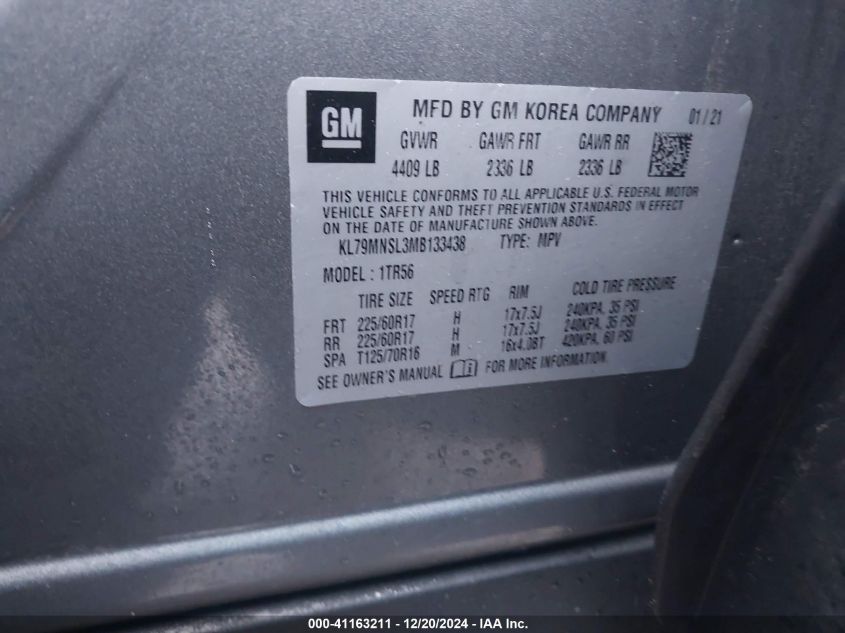 GM MFD BY GM KOREA COMPANY 01/21
GVWR GAWR FRT GAWR RR
4409 LB 2336 LB 2336 LB
THIS VEHICLE CONFORMS TO ALL APPLICABLE U.S. FEDERAL MOTOR
VEHICLE SAFETY AND THEFT PREVENTION STANDARDS IN EFFECT
ON THE DATE OF MANUFACTURE SHOWN ABOVE.
KL79MNSL3MB133438 TYPE: MPV
MODEL : 1TR56
TIRE SIZE SPEED RTG RIM COLD TIRE PRESSURE
FRT 225/60R17 H 17x7.5J 240KPA, 35 PSI
RR 225/60R17 H 17x7.5J 240KPA, 35 PSI
SPA T125/70R16 M 16x4.0BT 420KPA, 60 PSI
SEE OWNER'S MANUAL FOR MORE INFORMATION.
000-41163211 - 12/20/2024 - IAA Inc.